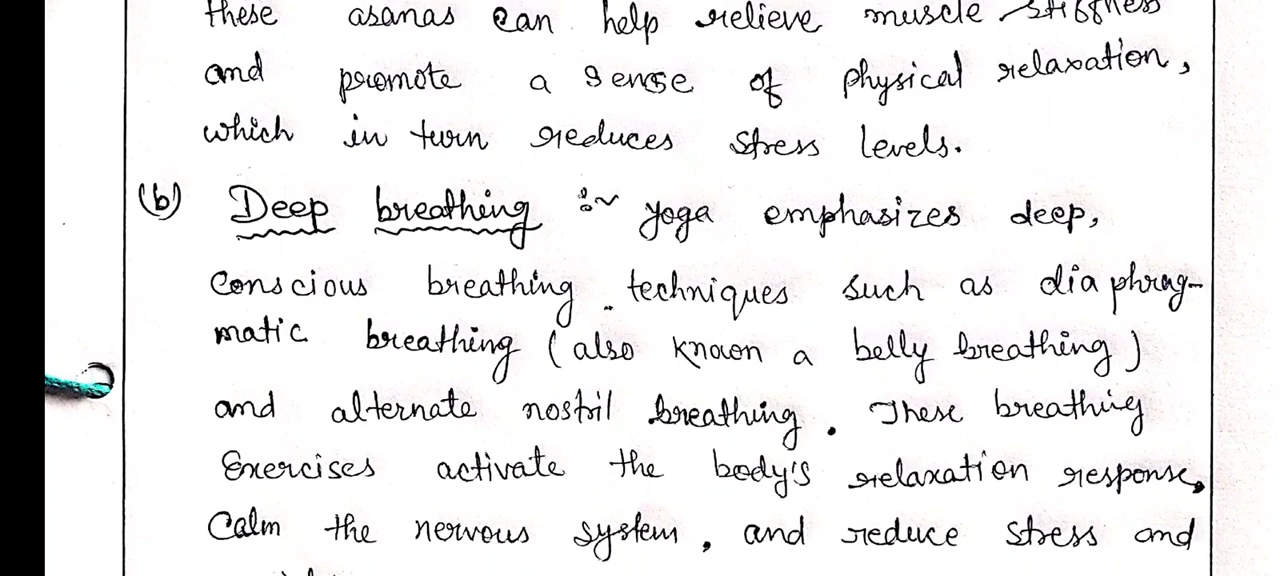 these asanas can help relieve muscle stiffness
and promote a sense of physical relaxation,
which in turn reduces stress levels.
(b) Deep breathing :~ yoga emphasizes deep,
conscious breathing techniques such as diaphrag-
matic breathing (also known a belly breathing)
and alternate nostril breathing. These breathing
Exercises activate the body's relaxation response,
Calm the nervous system, and reduce stress and